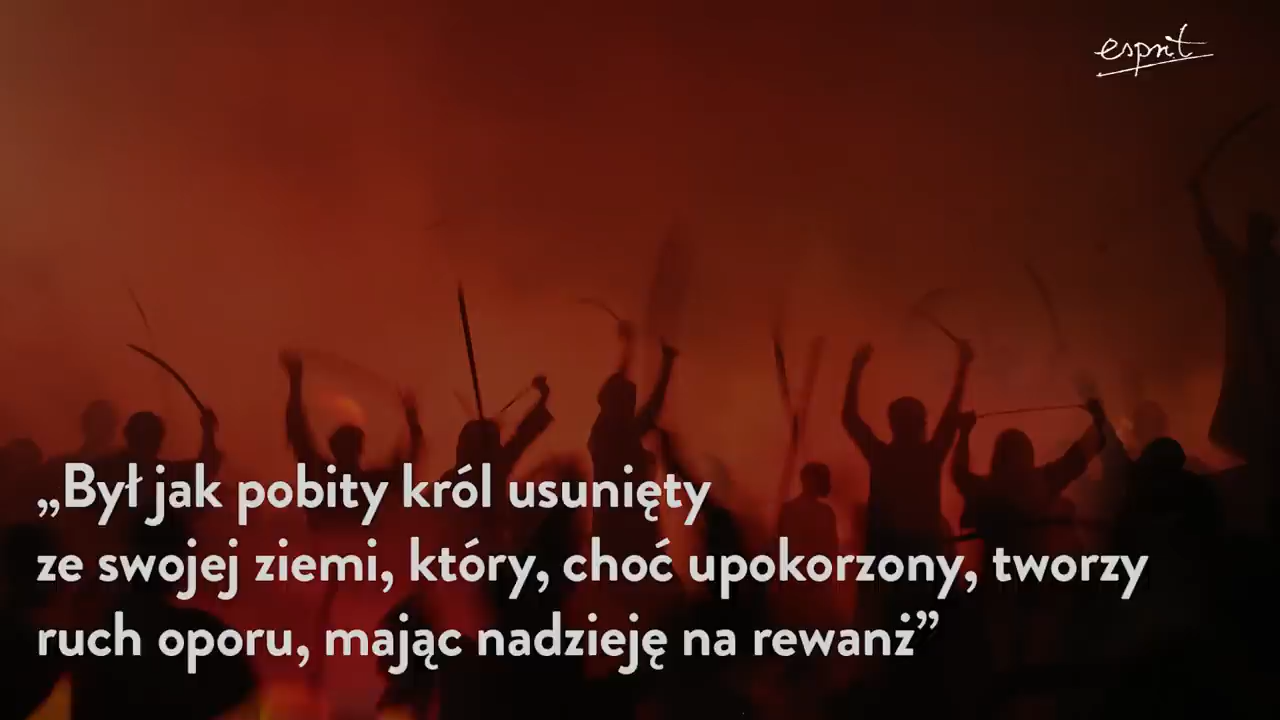 esprit
„Był jak pobity król usunięty
ze swojej ziemi, który, choć upokorzony, tworzy
ruch oporu, mając nadzieję na rewanż”